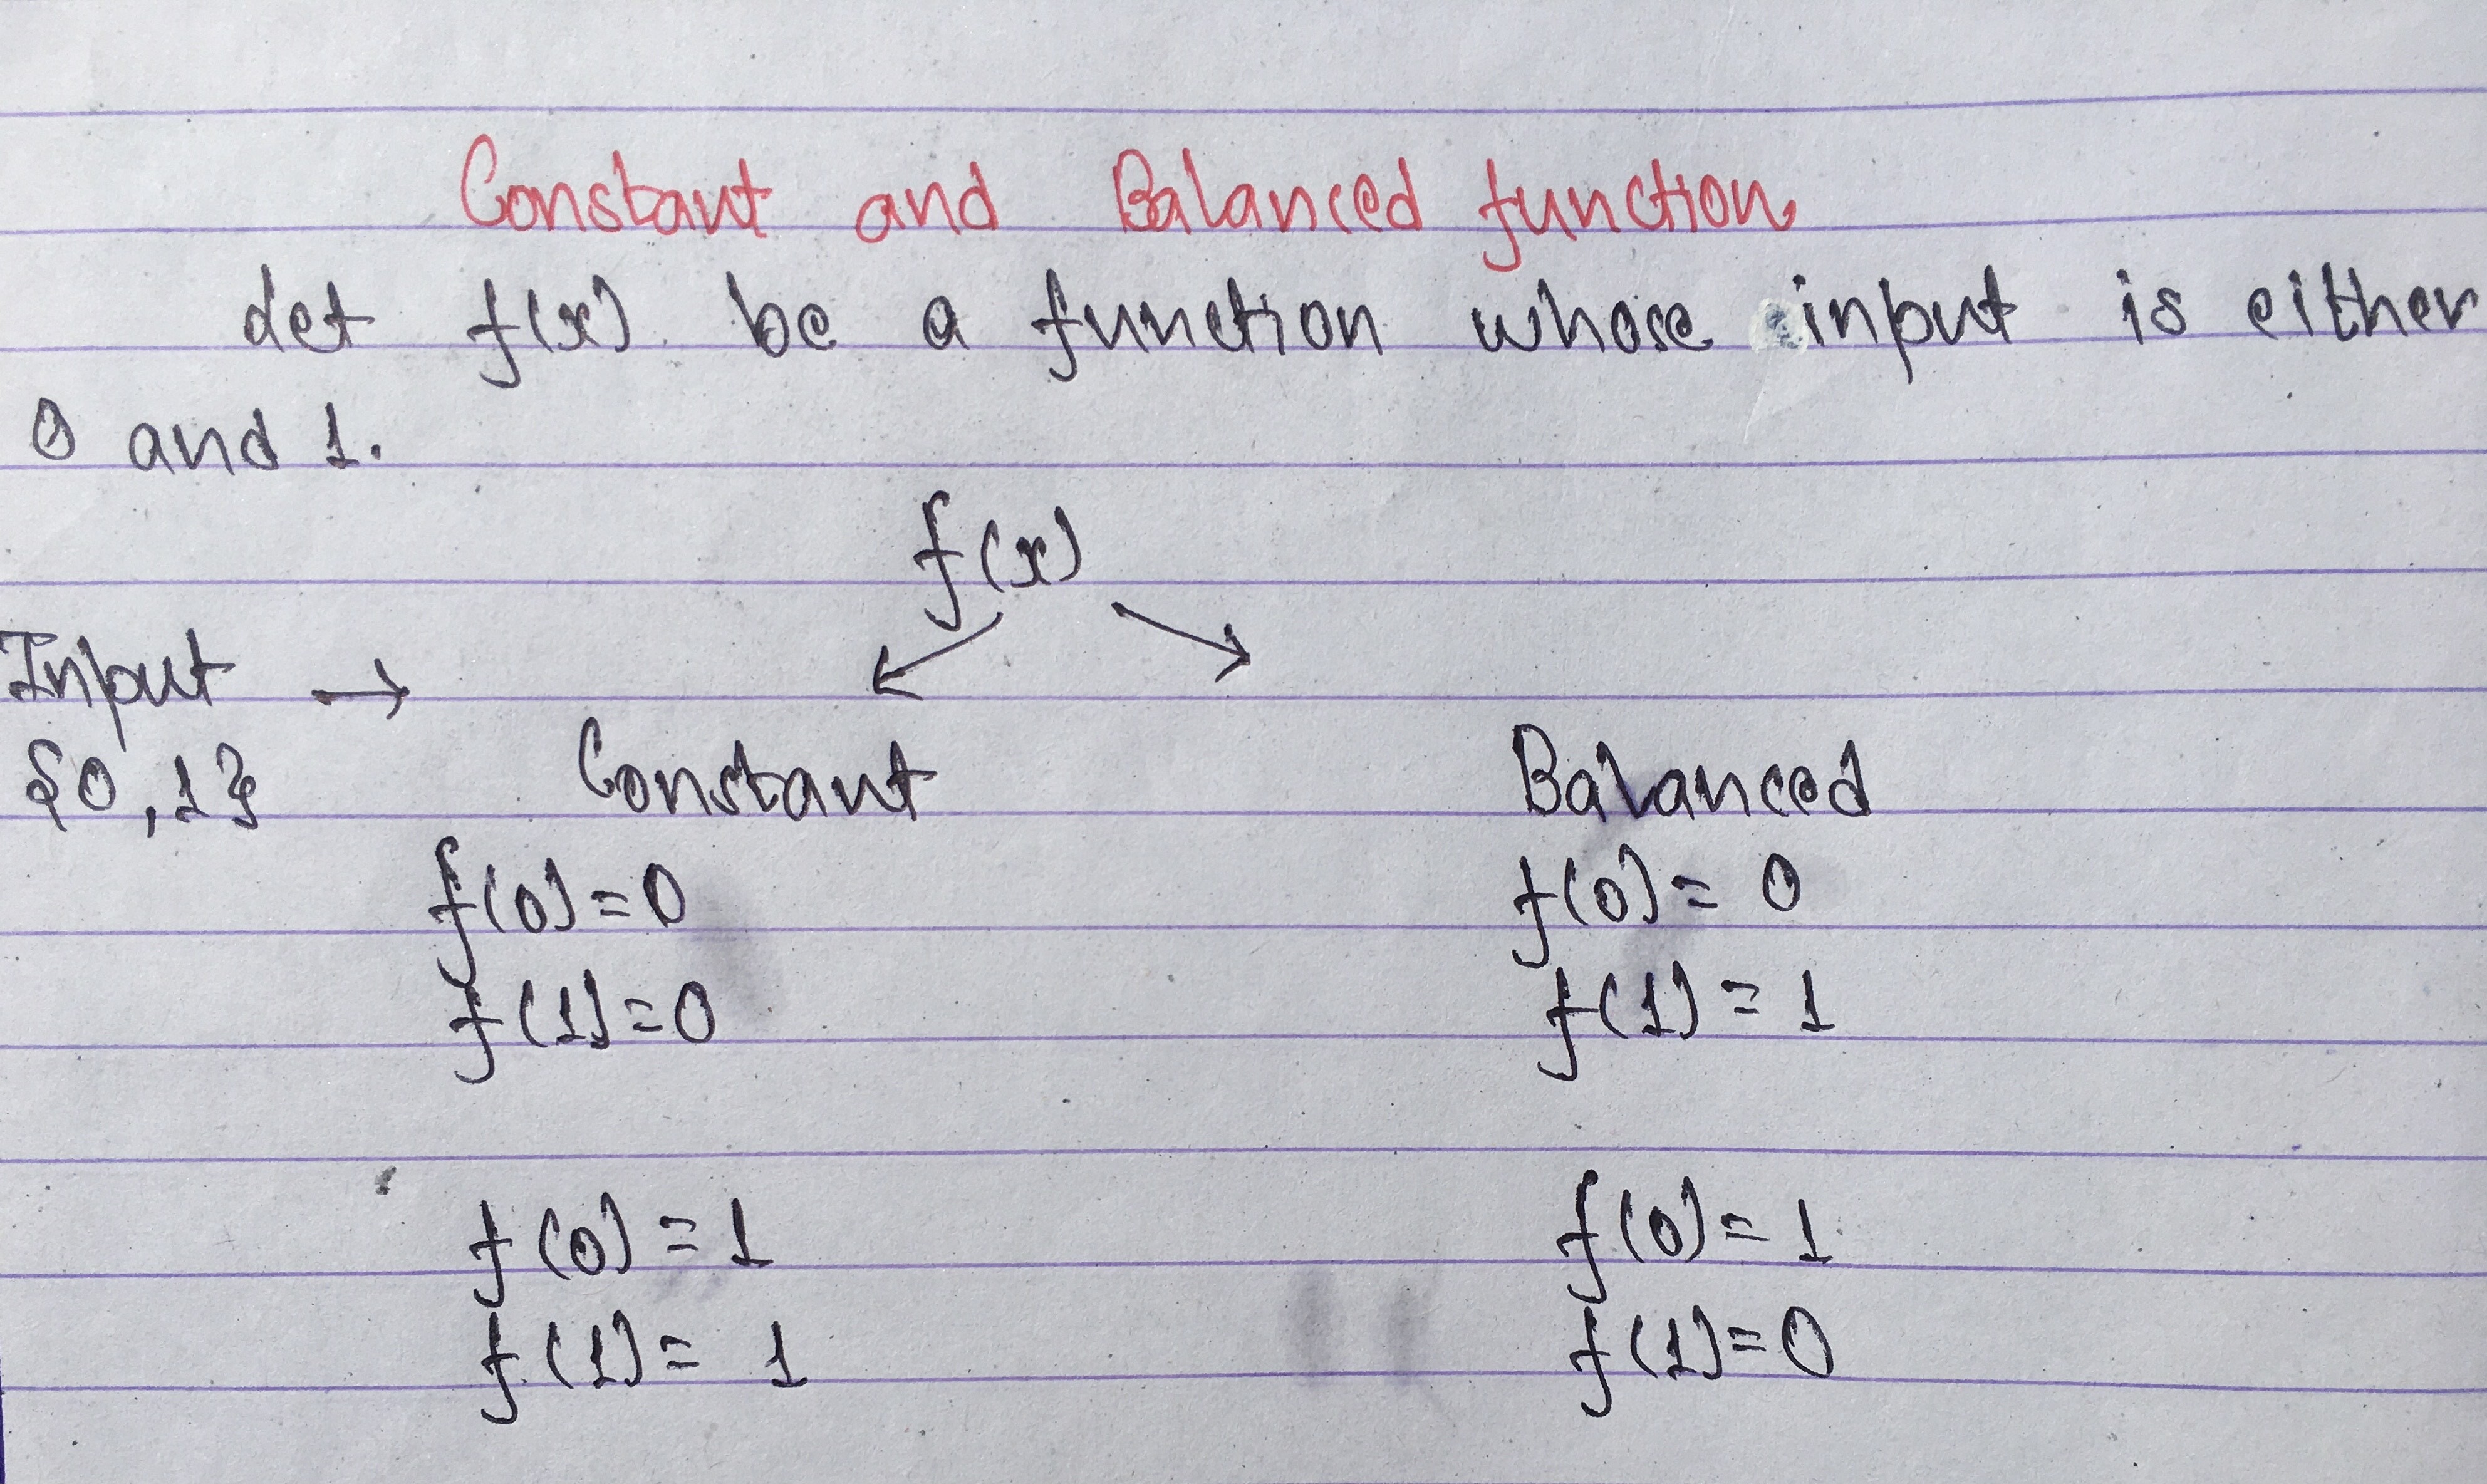 Constant and Balanced function
Let f(x) be a function whose input is either
0 and 1.
f(x)
Input →
{0,1} Constant Balanced
f(0)=0 f(0)= 0
f(1)=0 f(1)= 1
f(0)=1 f(0)=1
f(1)= 1 f(1)=0